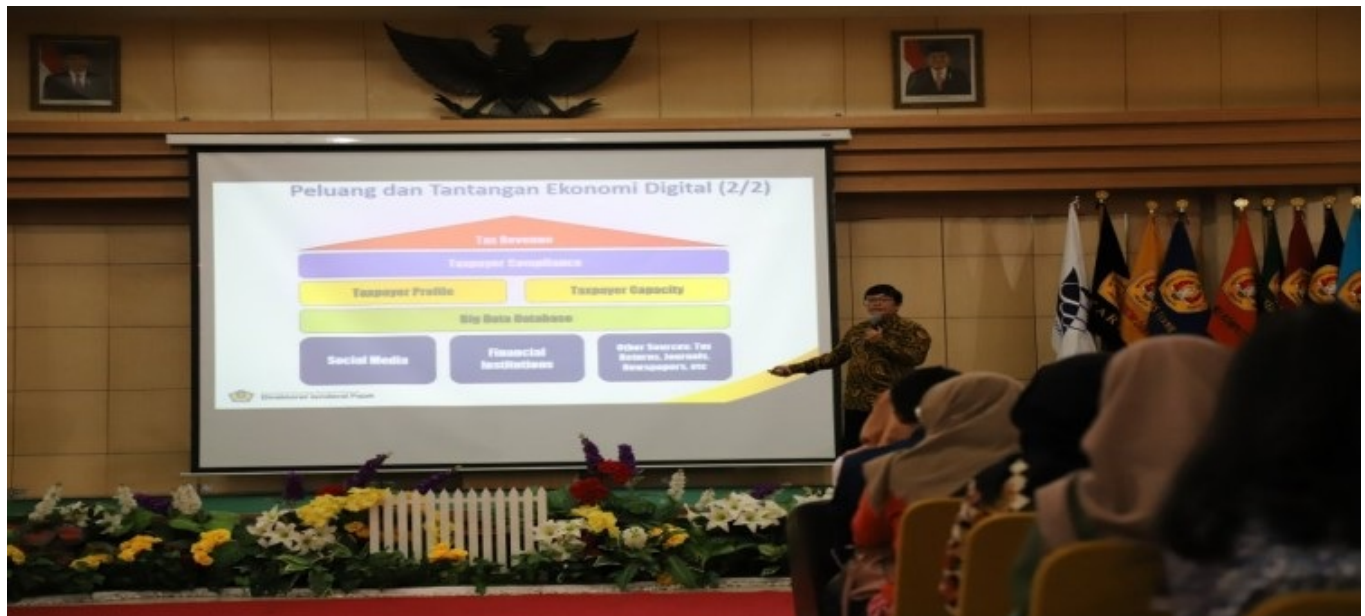 Peluang dan Tantangan Ekonomi Digital (2/2)
Tax Revenue
Taxpayer Compliance
Taxpayer Profile
Taxpayer Capacity
Big Data Database
Social Media
Financial
Institutions
Other Sources: Tax
Returns, Journals,
Newspapers, etc
Direktorat Jenderal Pajak